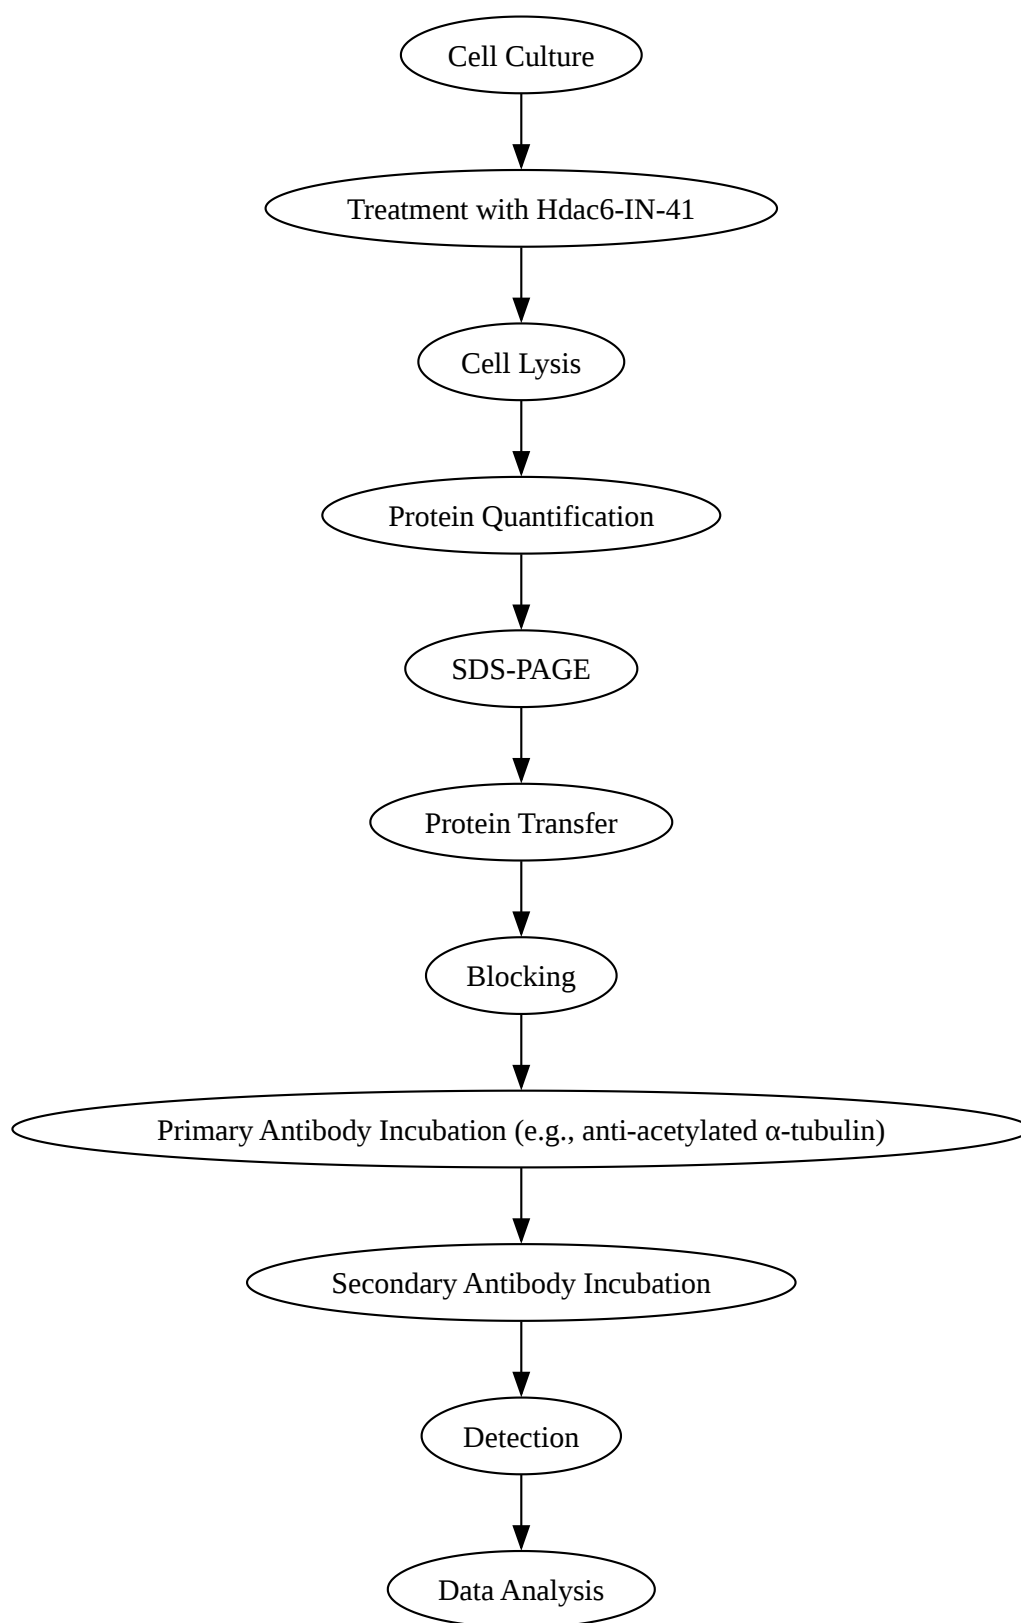 Cell Culture
Treatment with Hdac6-IN-41
Cell Lysis
Protein Quantification
SDS-PAGE
Protein Transfer
Blocking
Primary Antibody Incubation (e.g., anti-acetylated α-tubulin)
Secondary Antibody Incubation
Detection
Data Analysis